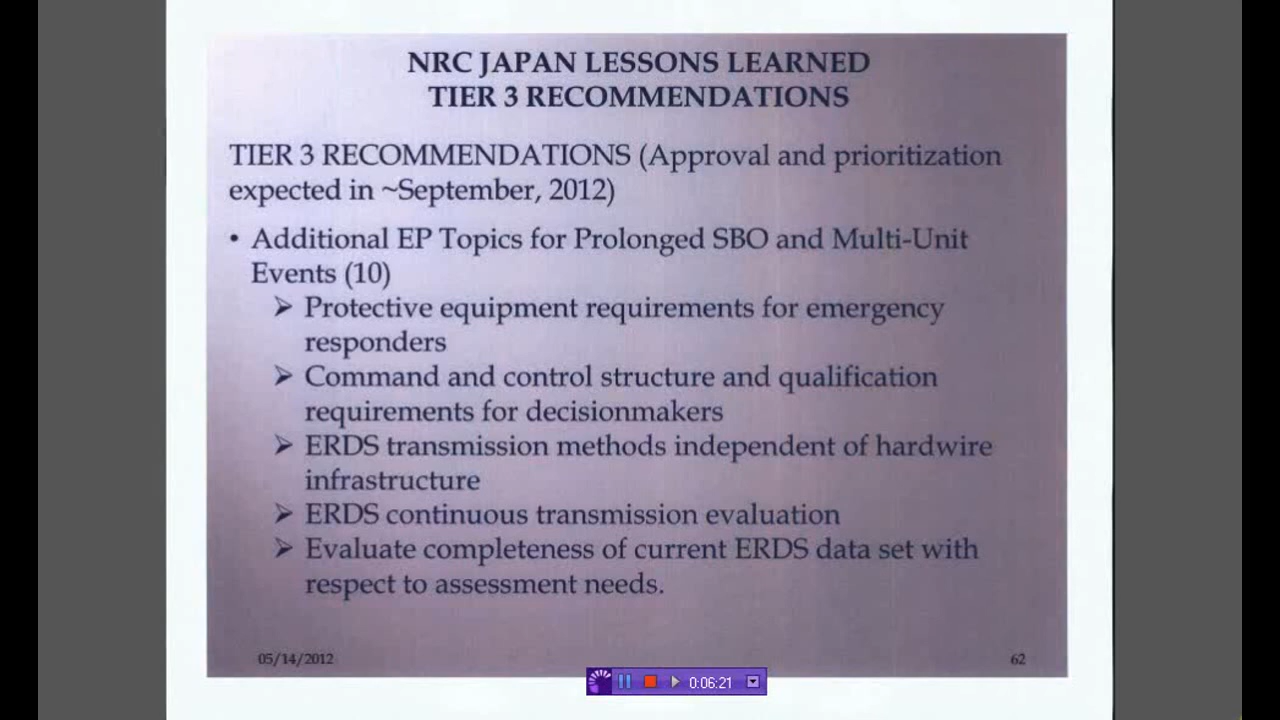 NRC JAPAN LESSONS LEARNED
TIER 3 RECOMMENDATIONS
TIER 3 RECOMMENDATIONS (Approval and prioritization
expected in ~September, 2012)
• Additional EP Topics for Prolonged SBO and Multi-Unit
Events (10)
➢ Protective equipment requirements for emergency
responders
➢ Command and control structure and qualification
requirements for decisionmakers
➢ ERDS transmission methods independent of hardwire
infrastructure
➢ ERDS continuous transmission evaluation
➢ Evaluate completeness of current ERDS data set with
respect to assessment needs.
05/14/2012
62
0:06:21